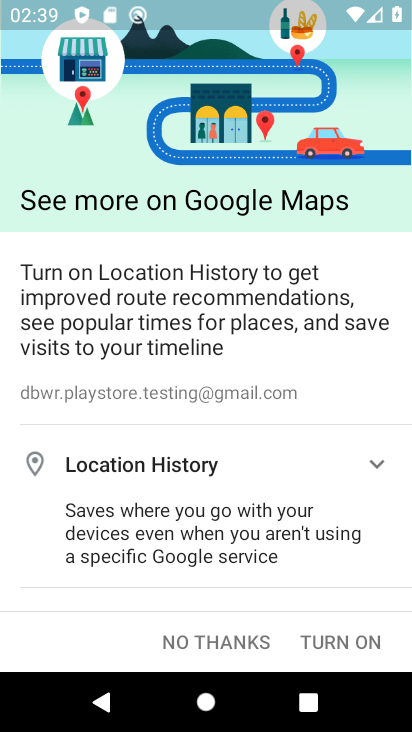 02:39
See more on Google Maps
Turn on Location History to get
improved route recommendations,
see popular times for places, and save
visits to your timeline
dbwr.playstore.testing@gmail.com
Location History
Saves where you go with your
devices even when you aren't using
a specific Google service
NO THANKS
TURN ON